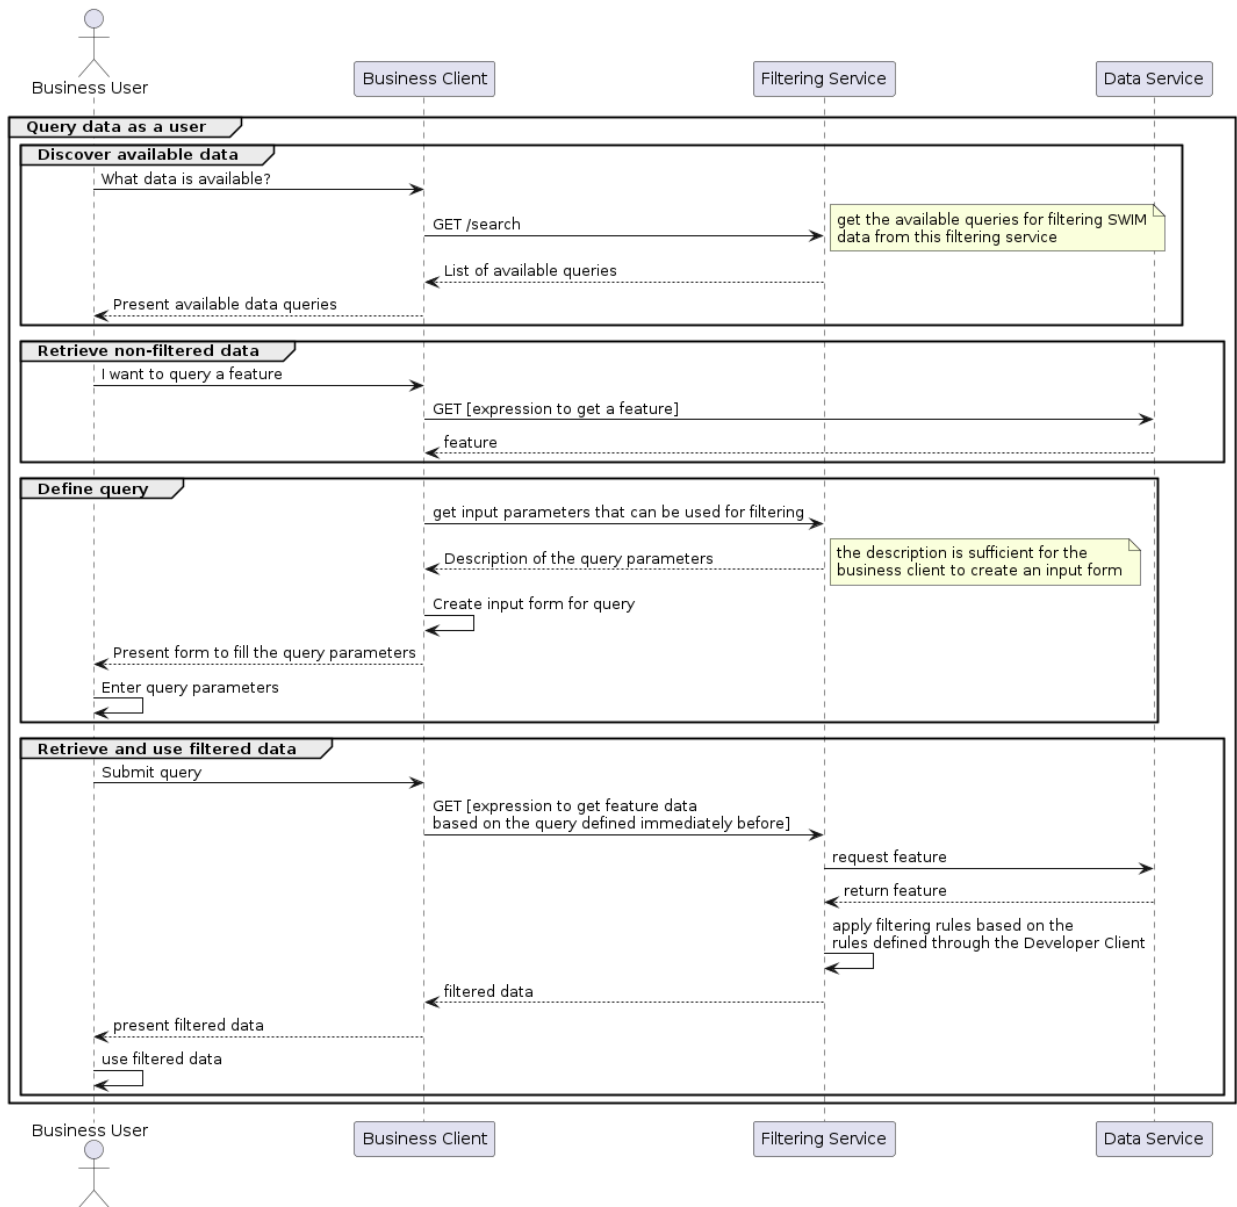 Business User
Business Client
Filtering Service
Data Service
Query data as a user
Discover available data
What data is available?
GET /search
get the available queries for filtering SWIM
data from this filtering service
List of available queries
Present available data queries
Retrieve non-filtered data
I want to query a feature
GET [expression to get a feature]
feature
Define query
get input parameters that can be used for filtering
Description of the query parameters
the description is sufficient for the
business client to create an input form
Create input form for query
Present form to fill the query parameters
Enter query parameters
Retrieve and use filtered data
Submit query
GET [expression to get feature data
based on the query defined immediately before]
request feature
return feature
apply filtering rules based on the
rules defined through the Developer Client
filtered data
present filtered data
use filtered data
Business User
Business Client
Filtering Service
Data Service